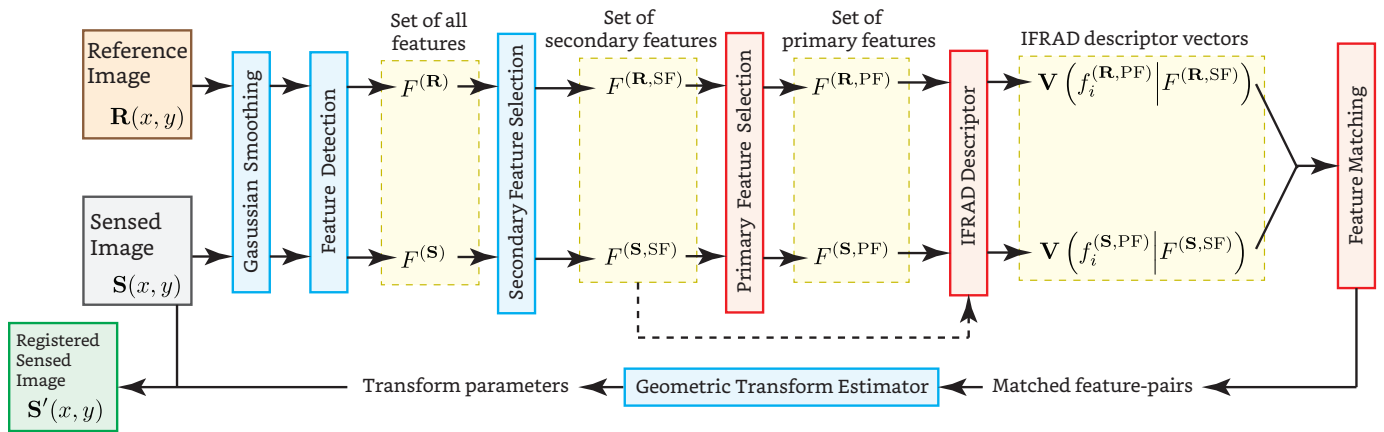 Reference
Image
R(x, y)
Sensed
Image
S(x, y)
Registered
Sensed
Image
S′(x, y)
Gasussian Smoothing
Feature Detection
Set of all
features
F^(R)
F^(S)
Secondary Feature Selection
Set of
secondary features
F^(R,SF)
F^(S,SF)
Primary Feature Selection
Set of
primary features
F^(R,PF)
F^(S,PF)
IFRAD Descriptor
IFRAD descriptor vectors
V(f_i^(R,PF) | F^(R,SF))
V(f_i^(S,PF) | F^(S,SF))
Feature Matching
Matched feature-pairs
Geometric Transform Estimator
Transform parameters